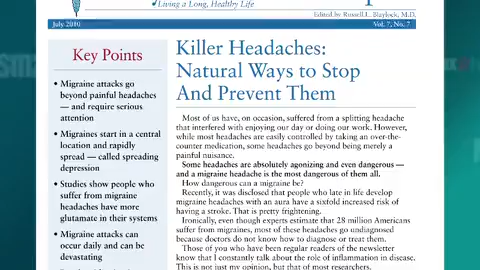 Living a Long, Healthy Life
Edited by Russell L. Blaylock, M.D.
July 2010
Vol. 7, No. 7
Key Points
• Migraine attacks go
beyond painful headaches
— and require serious
attention
• Migraines start in a central
location and rapidly
spread — called spreading
depression
• Studies show people who
suffer from migraine
headaches have more
glutamate in their systems
• Migraine attacks can
occur daily and can be
devastating
Killer Headaches:
Natural Ways to Stop
And Prevent Them
Most of us have, on occasion, suffered from a splitting headache
that interfered with enjoying our day or doing our work. However,
while most headaches are easily controlled by taking an over-the-
counter medication, some headaches go beyond being merely a
painful nuisance.
Some headaches are absolutely agonizing and even dangerous —
and a migraine headache is the most dangerous of them all.
How dangerous can a migraine be?
Recently, it was disclosed that people who late in life develop
migraine headaches with an aura have a sixfold increased risk of
having a stroke. That is pretty frightening.
Ironically, even though experts estimate that 28 million Americans
suffer from migraines, most of these headaches go undiagnosed
because doctors do not know how to diagnose or treat them.
Those of you who have been regular readers of the newsletter
know that I constantly talk about the role of inflammation in disease.
This is not just my opinion, but that of most researchers.